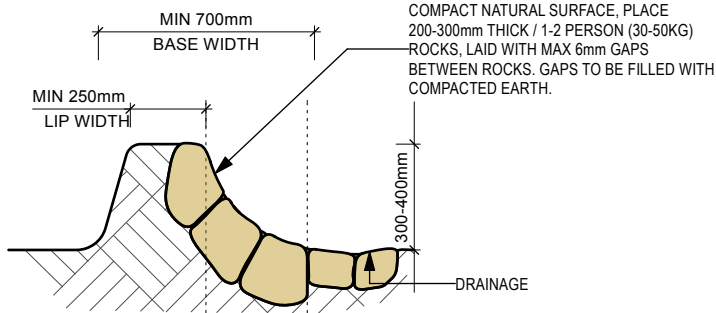 MIN 700mm
BASE WIDTH
COMPACT NATURAL SURFACE, PLACE
200-300mm THICK / 1-2 PERSON (30-50KG)
ROCKS, LAID WITH MAX 6mm GAPS
BETWEEN ROCKS. GAPS TO BE FILLED WITH
COMPACTED EARTH.
MIN 250mm
LIP WIDTH
300-400mm
DRAINAGE